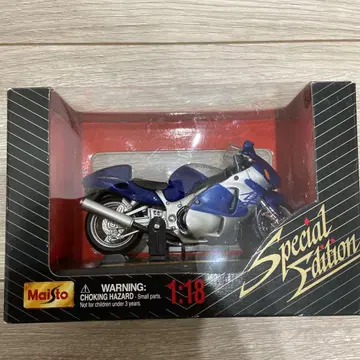 Special
Edition
Maisto
WARNING:
CHOKING HAZARD - Small parts.
Not for children under 3 years.
1:18